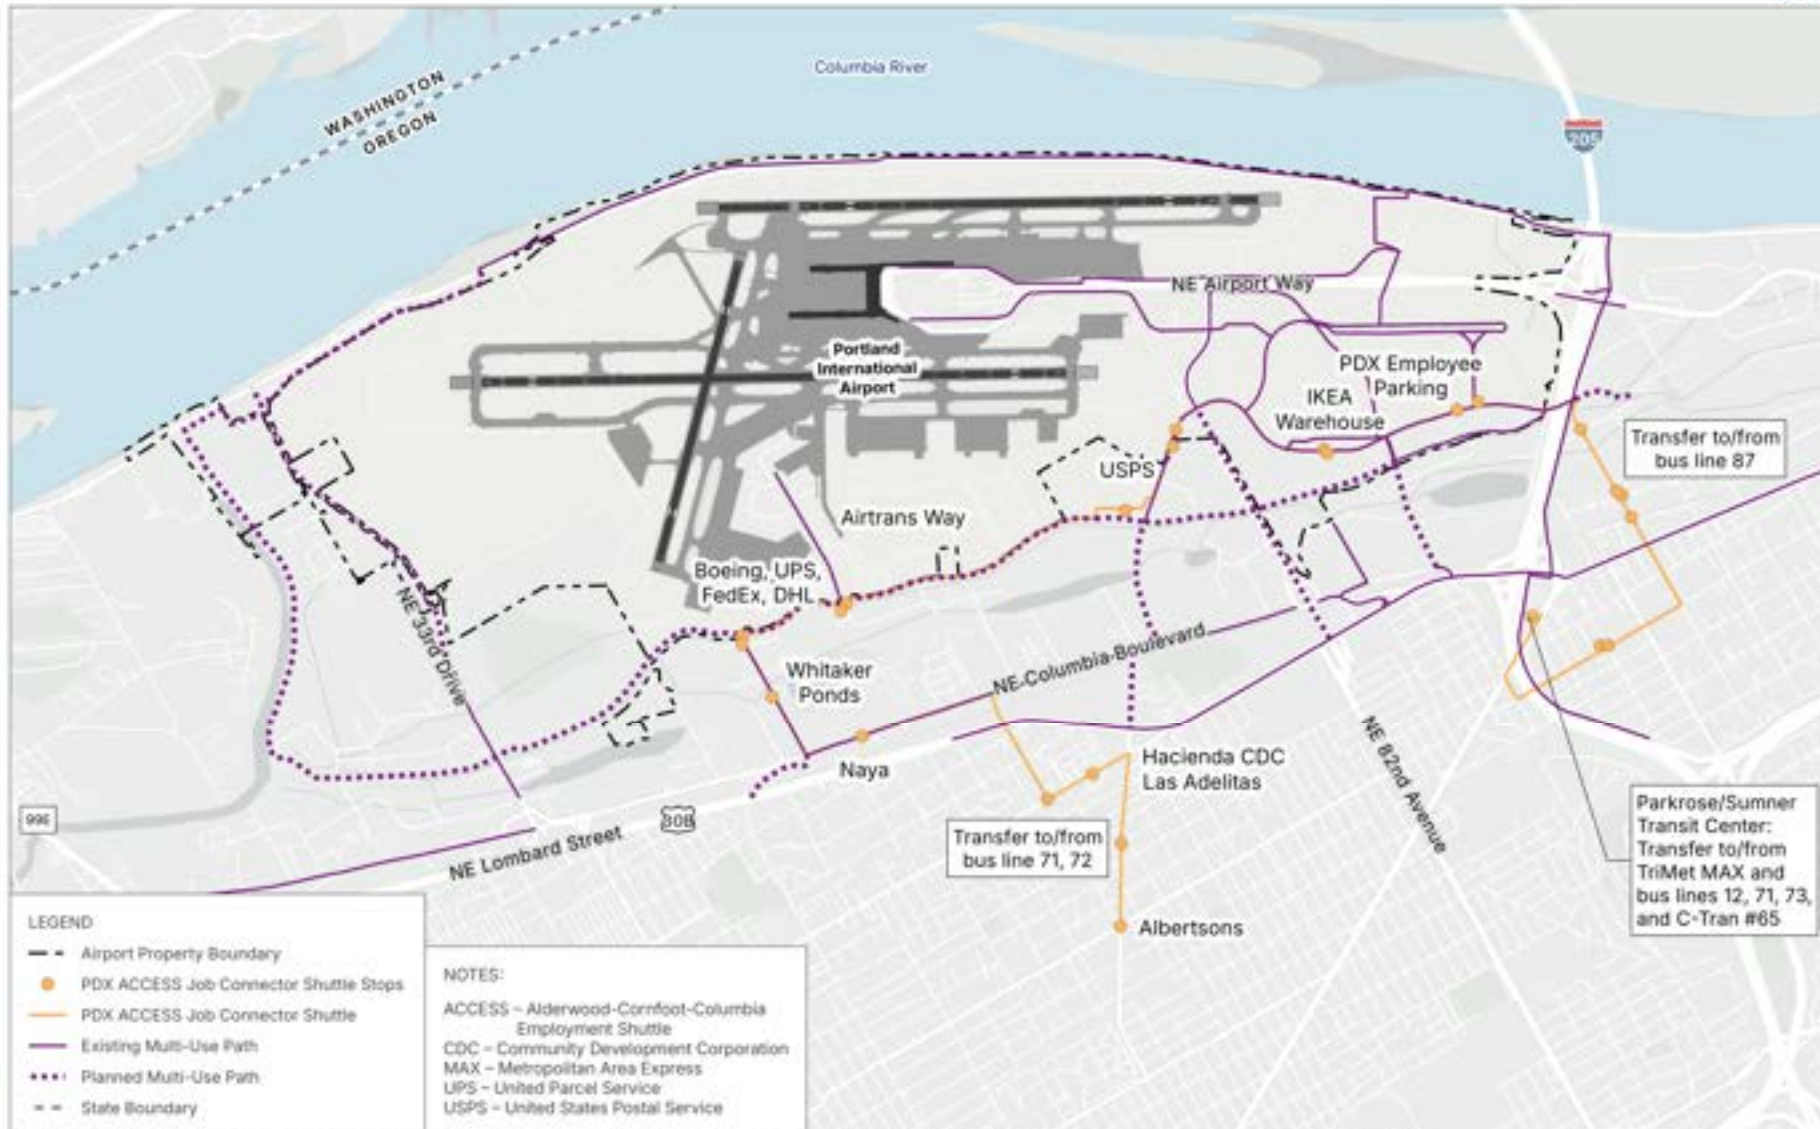 Columbia River
WASHINGTON
OREGON
205
NE Airport Way
Portland
International
Airport
PDX Employee
Parking
IKEA
Warehouse
Transfer to/from
bus line 87
USPS
Airtrans Way
Boeing, UPS,
FedEx, DHL
NE 33rd Drive
Whitaker
Ponds
NE Columbia Boulevard
Naya
Hacienda CDC
Las Adelitas
NE 82nd Avenue
99E
30B
NE Lombard Street
Transfer to/from
bus line 71, 72
Albertsons
Parkrose/Sumner
Transit Center:
Transfer to/from
TriMet MAX and
bus lines 12, 71, 73,
and C-Tran #65
LEGEND
Airport Property Boundary
PDX ACCESS Job Connector Shuttle Stops
PDX ACCESS Job Connector Shuttle
Existing Multi-Use Path
Planned Multi-Use Path
State Boundary
NOTES:
ACCESS – Alderwood-Cornfoot-Columbia
Employment Shuttle
CDC – Community Development Corporation
MAX – Metropolitan Area Express
UPS – United Parcel Service
USPS – United States Postal Service